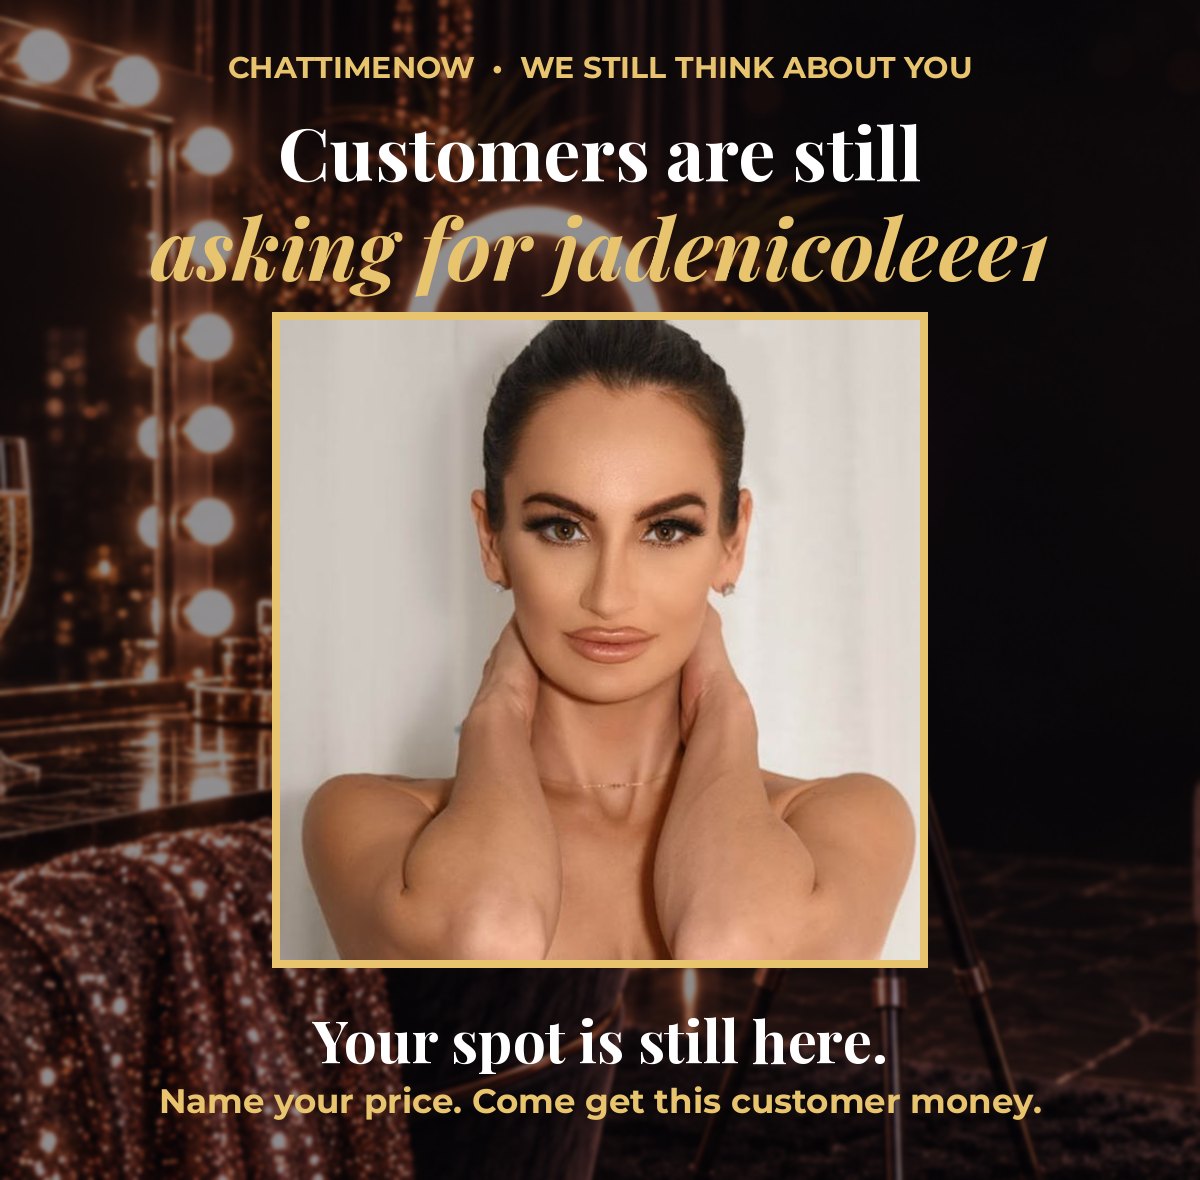 CHATTIMENOW • WE STILL THINK ABOUT YOU
Customers are still
asking for jadenicoleee1
Your spot is still here.
Name your price. Come get this customer money.